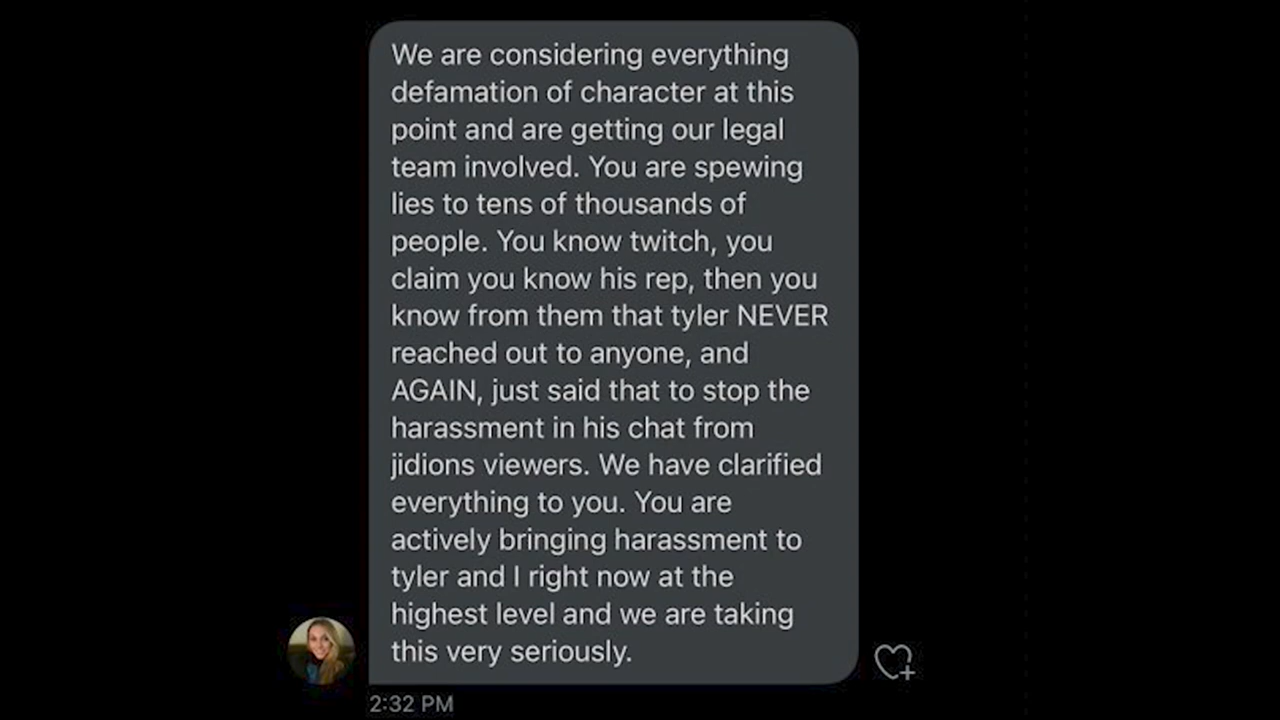 We are considering everything
defamation of character at this
point and are getting our legal
team involved. You are spewing
lies to tens of thousands of
people. You know twitch, you
claim you know his rep, then you
know from them that tyler NEVER
reached out to anyone, and
AGAIN, just said that to stop the
harassment in his chat from
jidions viewers. We have clarified
everything to you. You are
actively bringing harassment to
tyler and I right now at the
highest level and we are taking
this very seriously.
2:32 PM